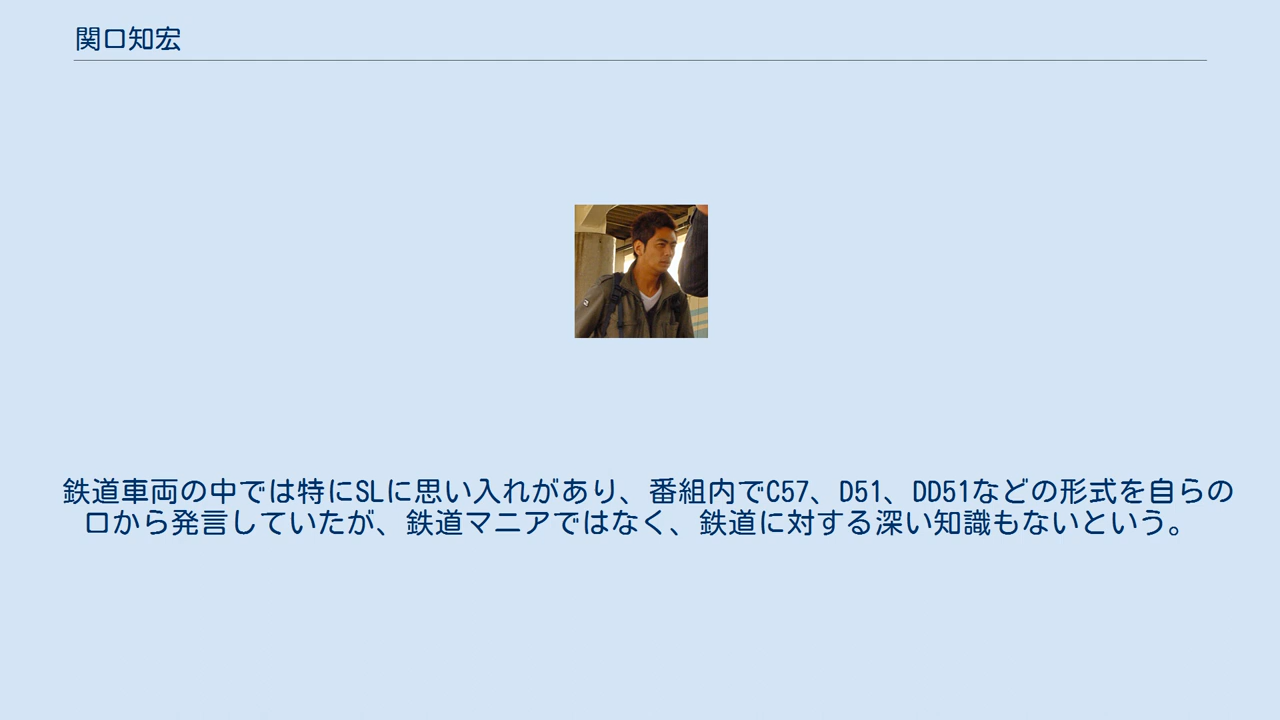 関口知宏
鉄道車両の中では特にSLに思い入れがあり、番組内でC57、D51、DD51などの形式を自らの
口から発言していたが、鉄道マニアではなく、鉄道に対する深い知識もないという。